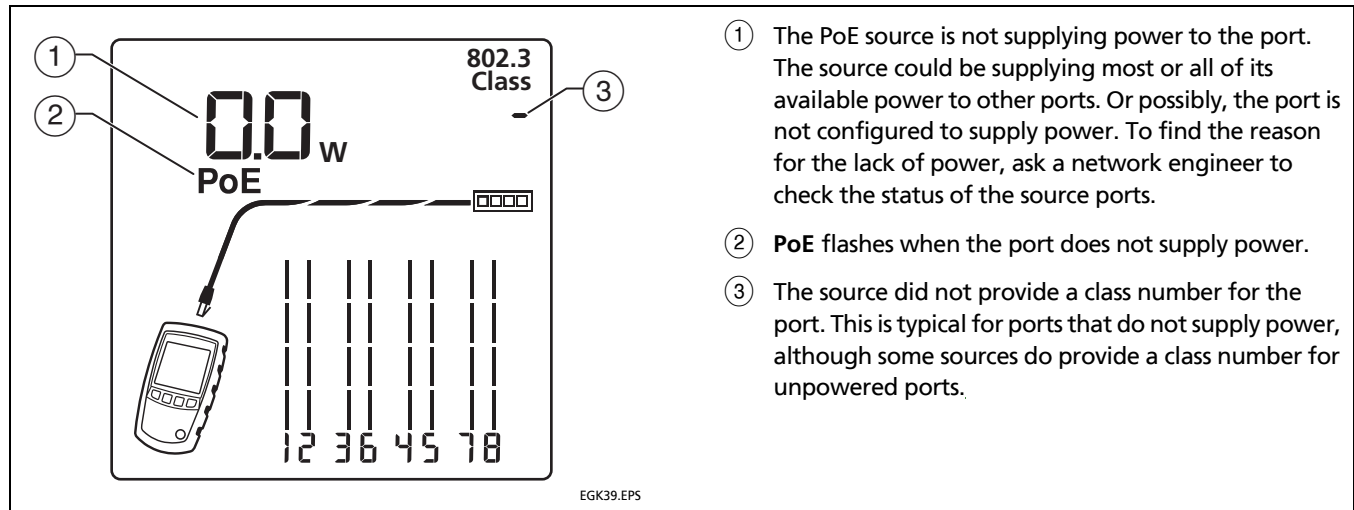 1
2
3
802.3
Class
-
0.0 W
PoE
12 36 45 78
EGK39.EPS
1 The PoE source is not supplying power to the port.
The source could be supplying most or all of its
available power to other ports. Or possibly, the port is
not configured to supply power. To find the reason
for the lack of power, ask a network engineer to
check the status of the source ports.
2 PoE flashes when the port does not supply power.
3 The source did not provide a class number for the
port. This is typical for ports that do not supply power,
although some sources do provide a class number for
unpowered ports.